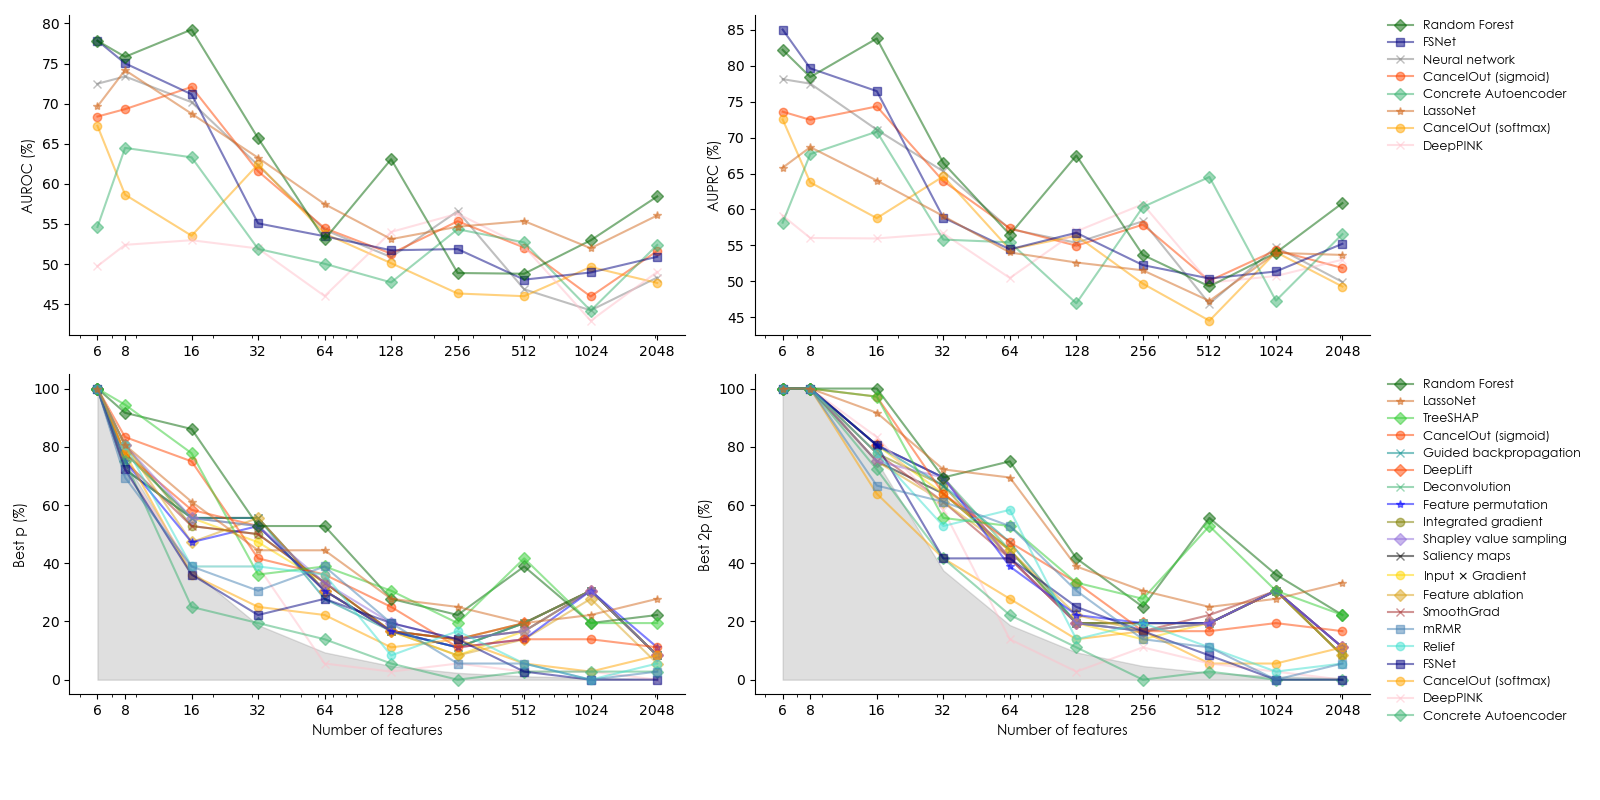 80
75
70
65
60
55
50
45
AUROC (%)
6 8 16 32 64 128 256 512 1024 2048
85
80
75
70
65
60
55
50
45
AUPRC (%)
6 8 16 32 64 128 256 512 1024 2048
Random Forest
FSNet
Neural network
CancelOut (sigmoid)
Concrete Autoencoder
LassoNet
CancelOut (softmax)
DeepPINK
100
80
60
40
20
0
Best p (%)
6 8 16 32 64 128 256 512 1024 2048
Number of features
100
80
60
40
20
0
Best 2p (%)
6 8 16 32 64 128 256 512 1024 2048
Number of features
Random Forest
LassoNet
TreeSHAP
CancelOut (sigmoid)
Guided backpropagation
DeepLift
Deconvolution
Feature permutation
Integrated gradient
Shapley value sampling
Saliency maps
Input × Gradient
Feature ablation
SmoothGrad
mRMR
Relief
FSNet
CancelOut (softmax)
DeepPINK
Concrete Autoencoder